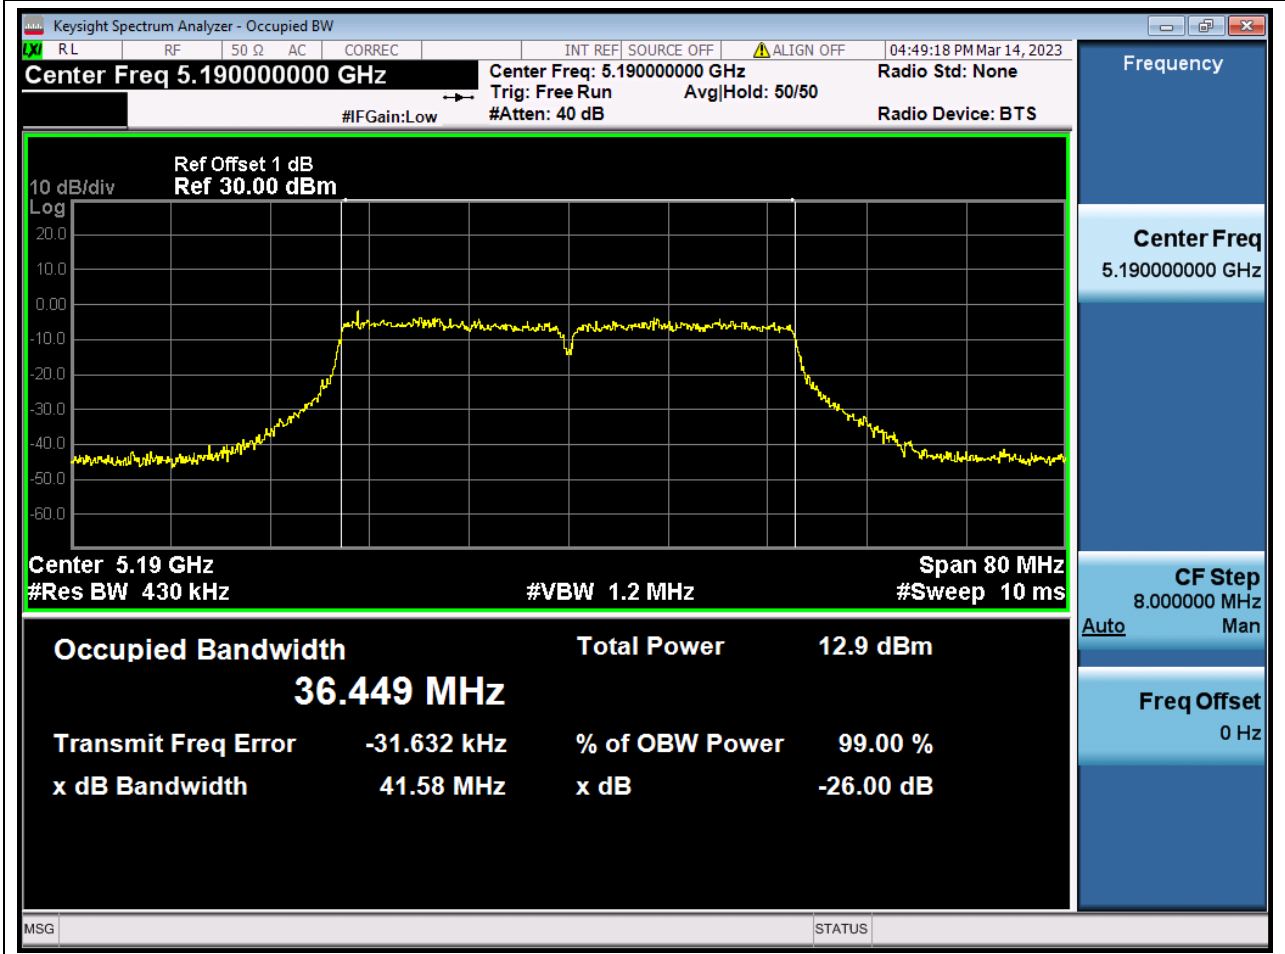 Keysight Spectrum Analyzer - Occupied BW
LXI RL RF 50 Ω AC CORREC INT REF SOURCE OFF ALIGN OFF 04:49:18 PM Mar 14, 2023
Center Freq 5.190000000 GHz
Center Freq: 5.190000000 GHz
Radio Std: None
Trig: Free Run Avg|Hold: 50/50
#IFGain:Low
#Atten: 40 dB
Radio Device: BTS
Ref Offset 1 dB
10 dB/div Ref 30.00 dBm
Log
20.0
10.0
0.00
-10.0
-20.0
-30.0
-40.0
-50.0
-60.0
Center 5.19 GHz Span 80 MHz
#Res BW 430 kHz #VBW 1.2 MHz #Sweep 10 ms
Occupied Bandwidth Total Power 12.9 dBm
36.449 MHz
Transmit Freq Error -31.632 kHz % of OBW Power 99.00 %
x dB Bandwidth 41.58 MHz x dB -26.00 dB
MSG STATUS
Frequency
Center Freq
5.190000000 GHz
CF Step
8.000000 MHz
Auto Man
Freq Offset
0 Hz